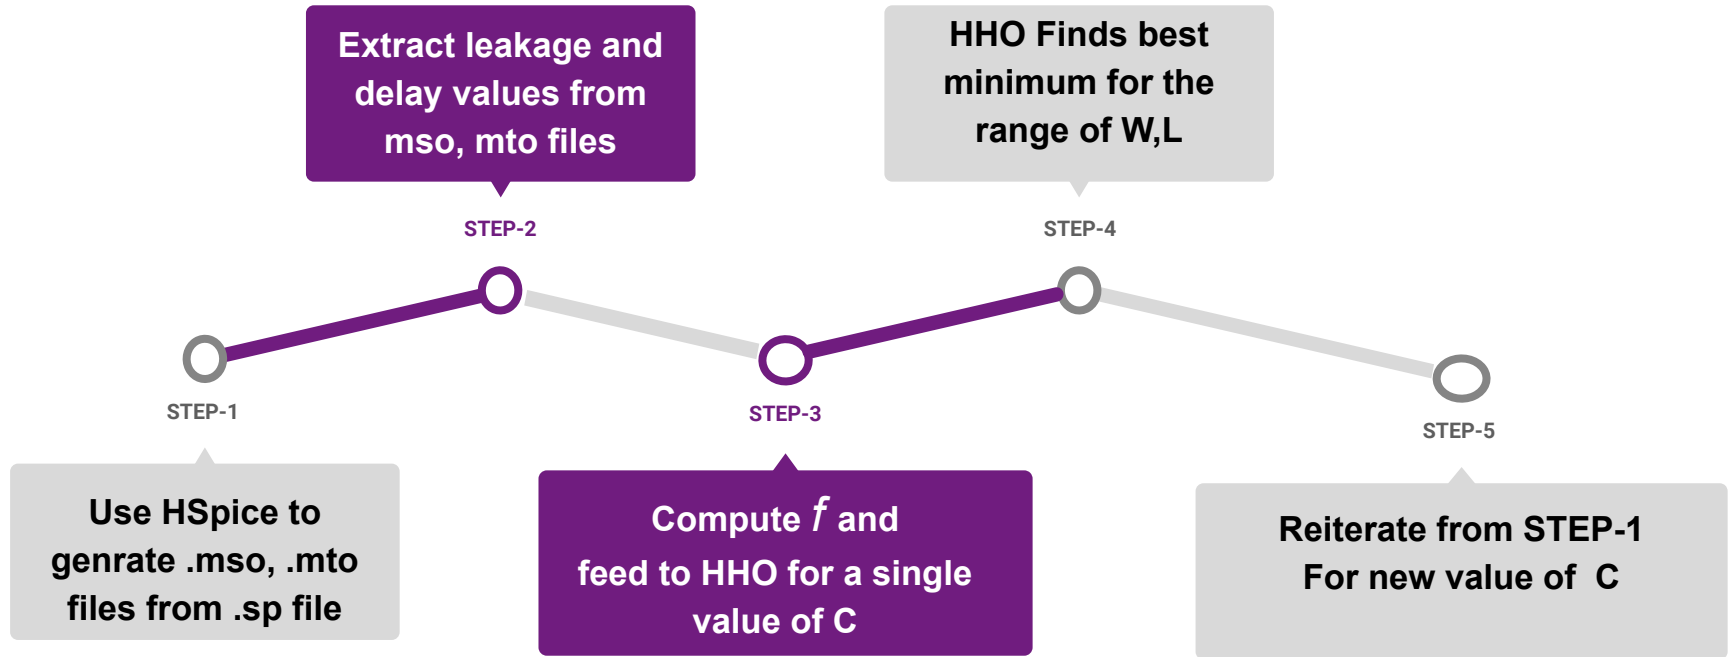 STEP-1
Use HSpice to
genrate .mso, .mto
files from .sp file
Extract leakage and
delay values from
mso, mto files
STEP-2
STEP-3
Compute f and
feed to HHO for a single
value of C
HHO Finds best
minimum for the
range of W,L
STEP-4
STEP-5
Reiterate from STEP-1
For new value of C